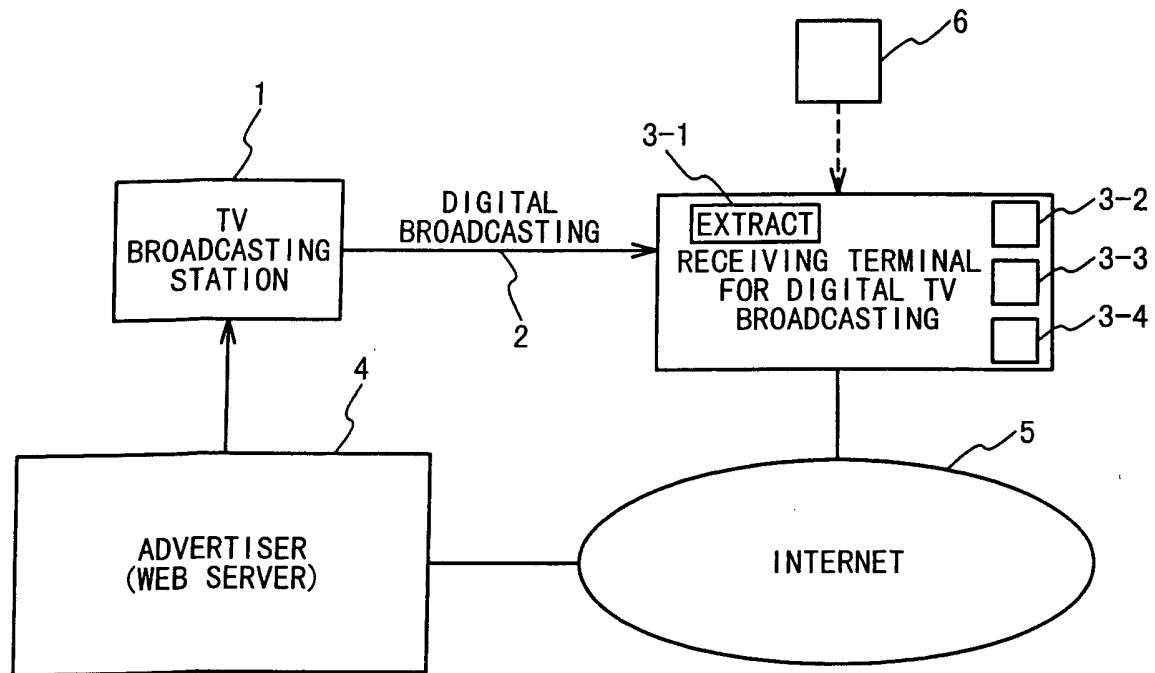 6
1
3-1
TV
BROADCASTING
STATION
DIGITAL
BROADCASTING
2
EXTRACT
RECEIVING TERMINAL
FOR DIGITAL TV
BROADCASTING
3-2
3-3
3-4
4
ADVERTISER
(WEB SERVER)
5
INTERNET